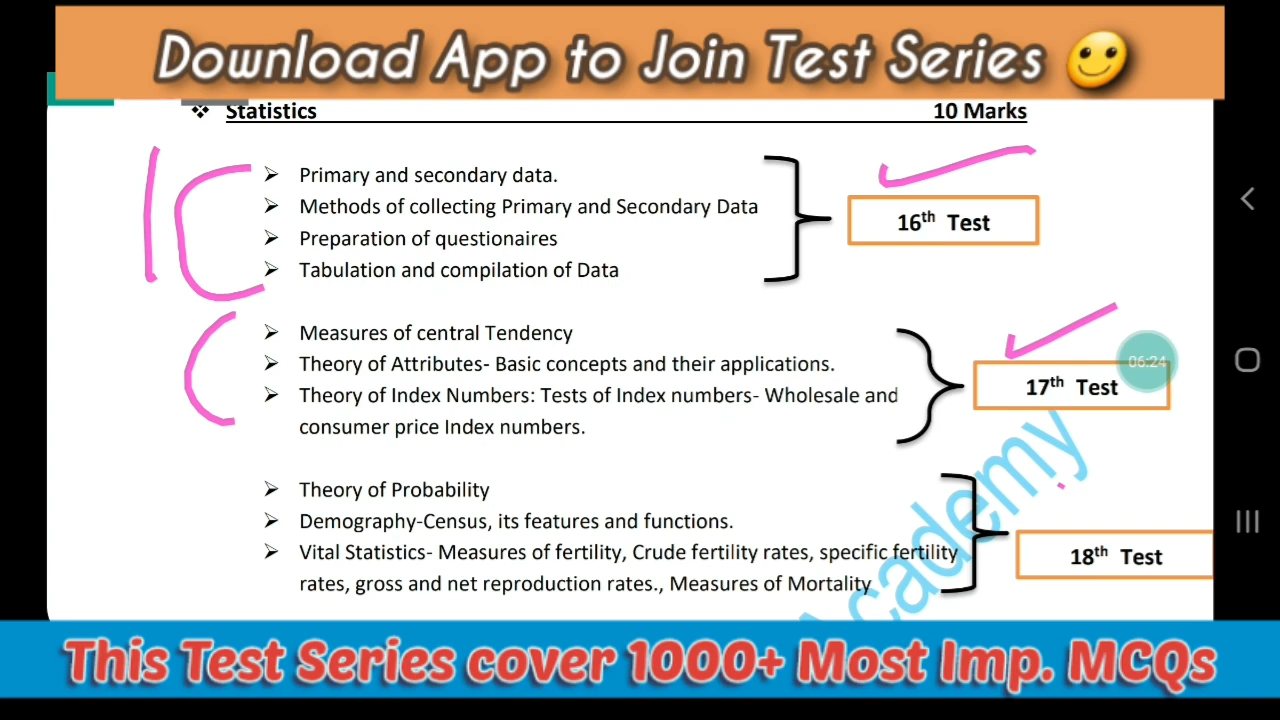 Download App to Join Test Series
Statistics 10 Marks
Primary and secondary data.
Methods of collecting Primary and Secondary Data
Preparation of questionaires
Tabulation and compilation of Data
16th Test
Measures of central Tendency
Theory of Attributes- Basic concepts and their applications.
Theory of Index Numbers: Tests of Index numbers- Wholesale and
consumer price Index numbers.
17th Test
06:24
Theory of Probability
Demography-Census, its features and functions.
Vital Statistics- Measures of fertility, Crude fertility rates, specific fertility
rates, gross and net reproduction rates., Measures of Mortality
18th Test
Academy
This Test Series cover 1000+ Most Imp. MCQs